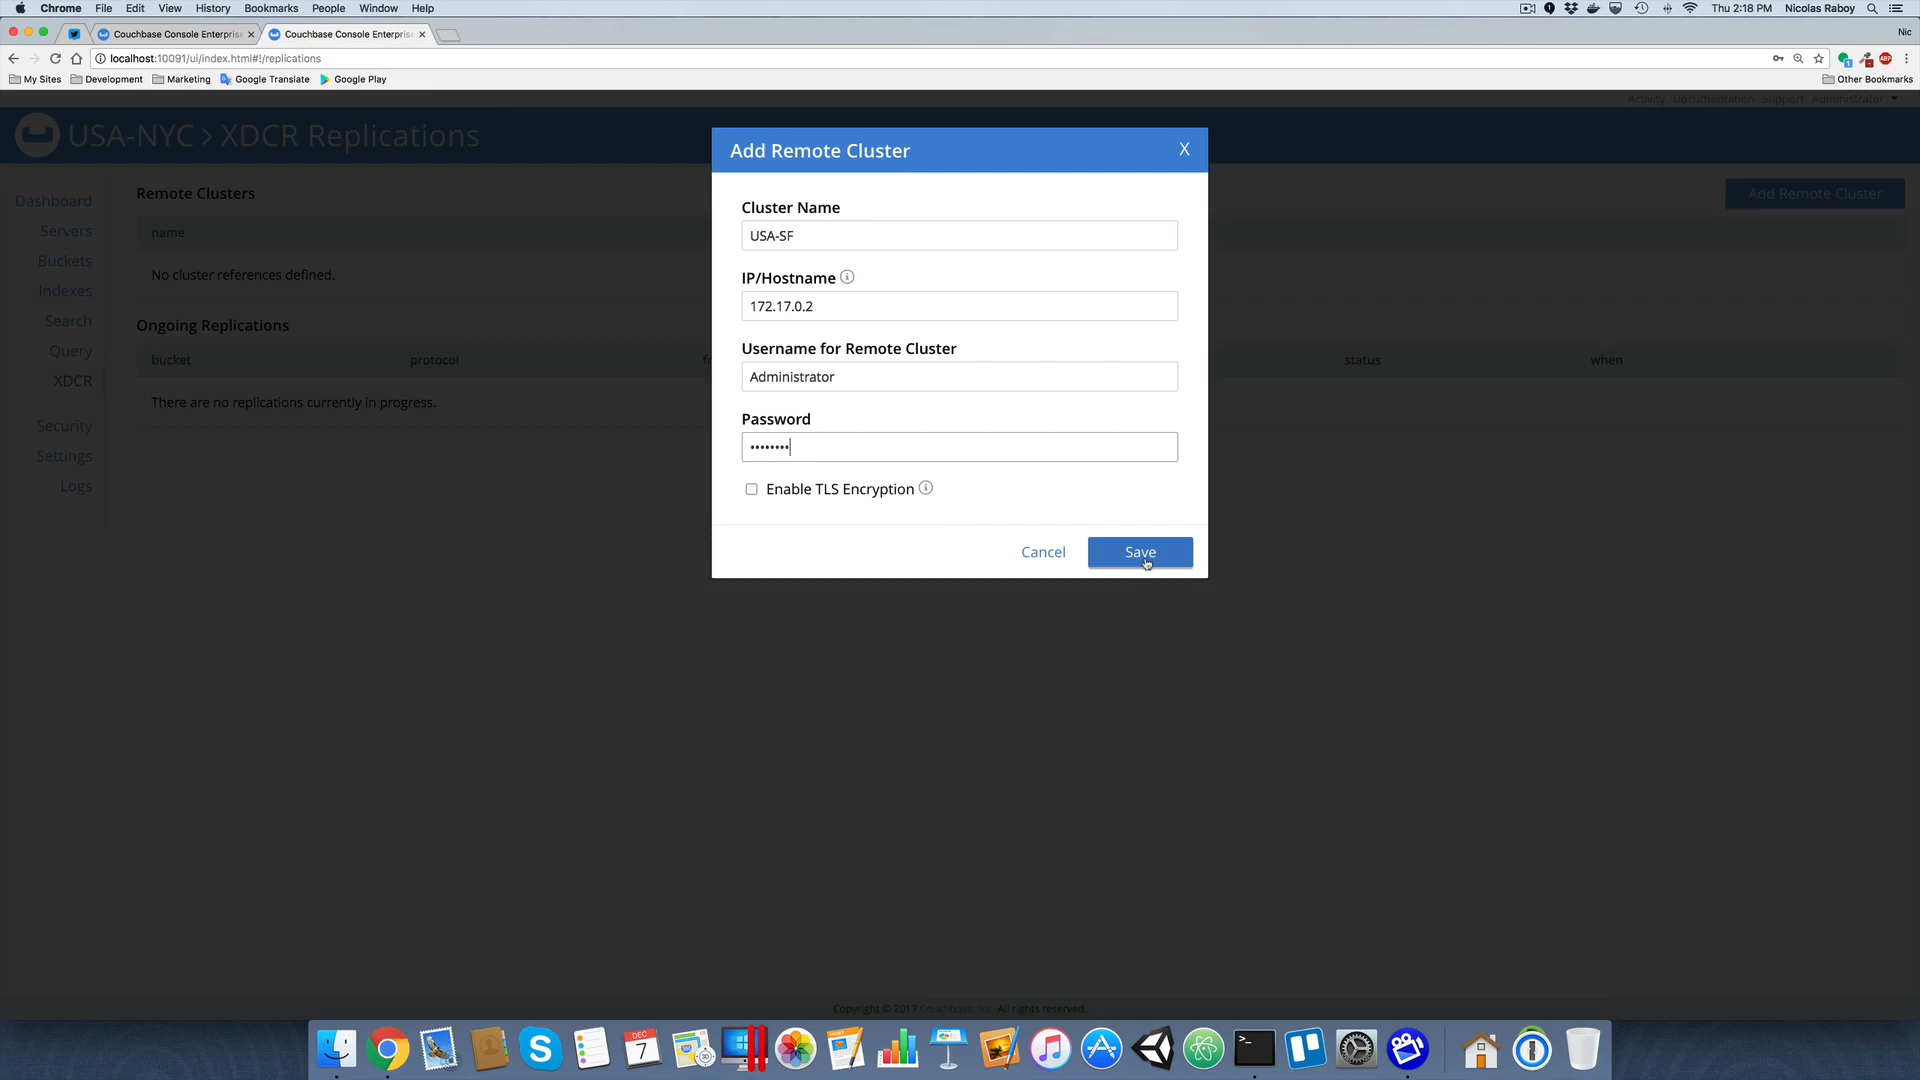 Chrome File Edit View History Bookmarks People Window Help Thu 2:18 PM Nicolas Raboy
Couchbase Console Enterpris Couchbase Console Enterpris Nic
localhost:10091/ui/index.html#!/replications
My Sites Development Marketing Google Translate Google Play Other Bookmarks
Activity Documentation Support Administrator
USA-NYC > XDCR Replications
Add Remote Cluster X
Dashboard
Servers
Buckets
Indexes
Search
Query
XDCR
Security
Settings
Logs
Remote Clusters
Add Remote Cluster
name
No cluster references defined.
Ongoing Replications
bucket protocol fr status when
There are no replications currently in progress.
Cluster Name
USA-SF
IP/Hostname
172.17.0.2
Username for Remote Cluster
Administrator
Password
••••••••
Enable TLS Encryption
Cancel Save
Copyright © 2017 Couchbase, Inc. All rights reserved.
DEC
7